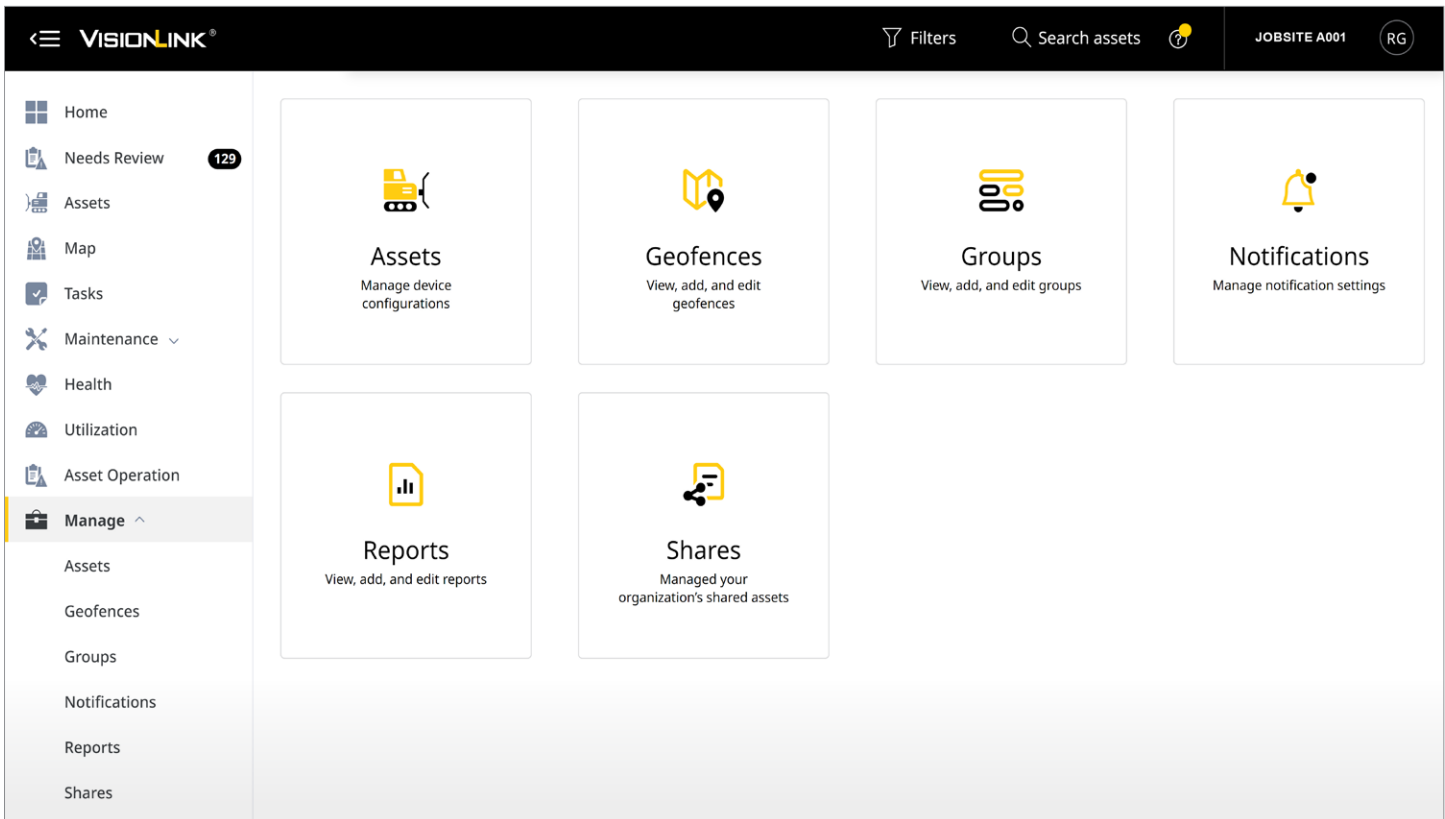 VISIONLINK®
Filters
Search assets
?
JOBSITE A001
RG
Home
Needs Review 129
Assets
Map
Tasks
Maintenance
Health
Utilization
Asset Operation
Manage
Assets
Geofences
Groups
Notifications
Reports
Shares
Assets
Manage device
configurations
Geofences
View, add, and edit
geofences
Groups
View, add, and edit groups
Notifications
Manage notification settings
Reports
View, add, and edit reports
Shares
Managed your
organization's shared assets